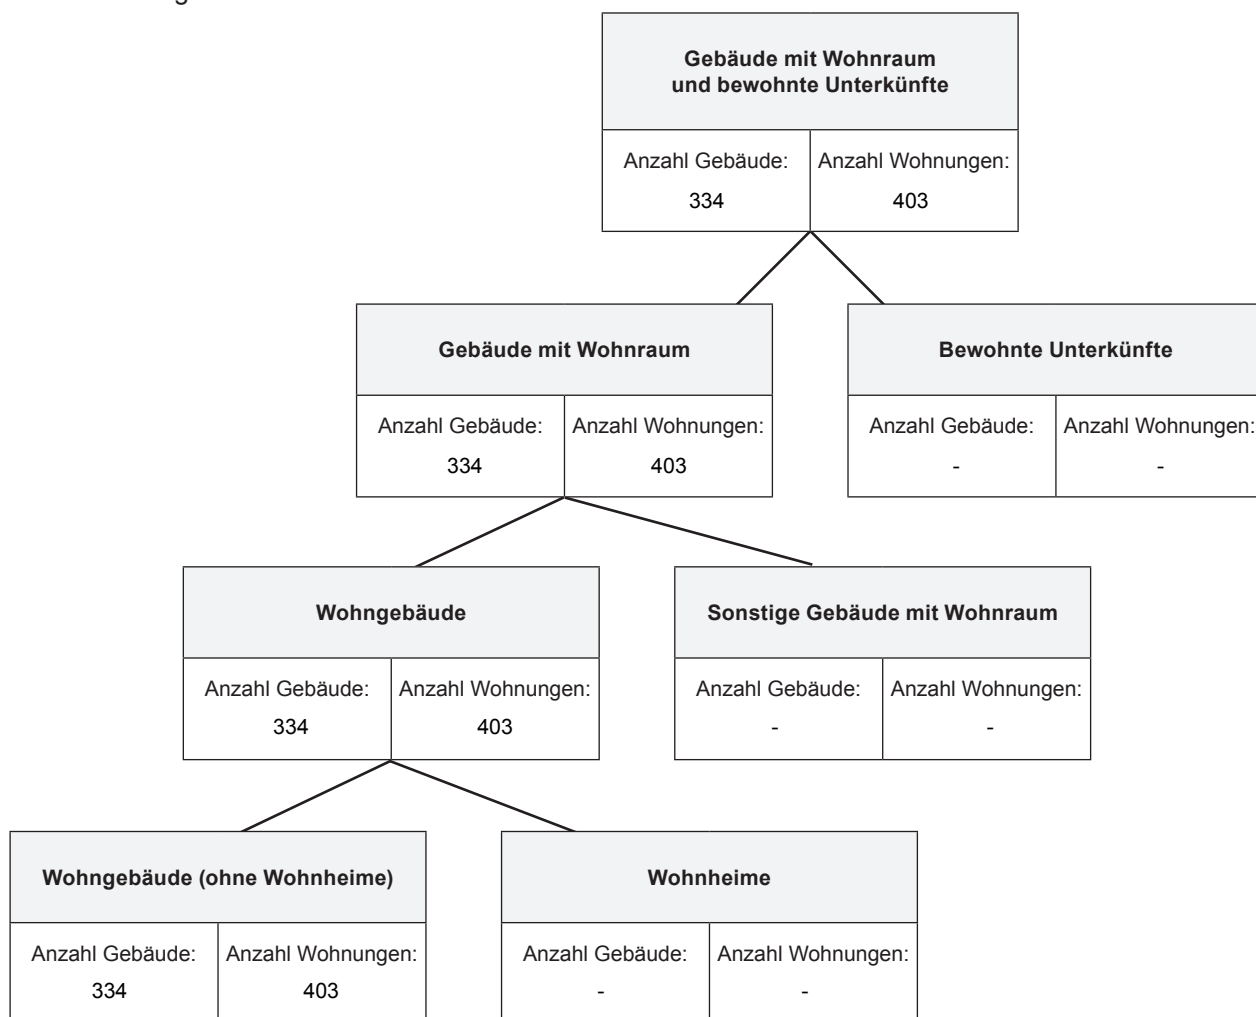 Gebäude mit Wohnraum
und bewohnte Unterkünfte
Anzahl Gebäude: Anzahl Wohnungen:
334 403
Gebäude mit Wohnraum
Bewohnte Unterkünfte
Anzahl Gebäude: Anzahl Wohnungen:
334 403
Anzahl Gebäude: Anzahl Wohnungen:
- -
Wohngebäude
Sonstige Gebäude mit Wohnraum
Anzahl Gebäude: Anzahl Wohnungen:
334 403
Anzahl Gebäude: Anzahl Wohnungen:
- -
Wohngebäude (ohne Wohnheime)
Wohnheime
Anzahl Gebäude: Anzahl Wohnungen:
334 403
Anzahl Gebäude: Anzahl Wohnungen:
- -